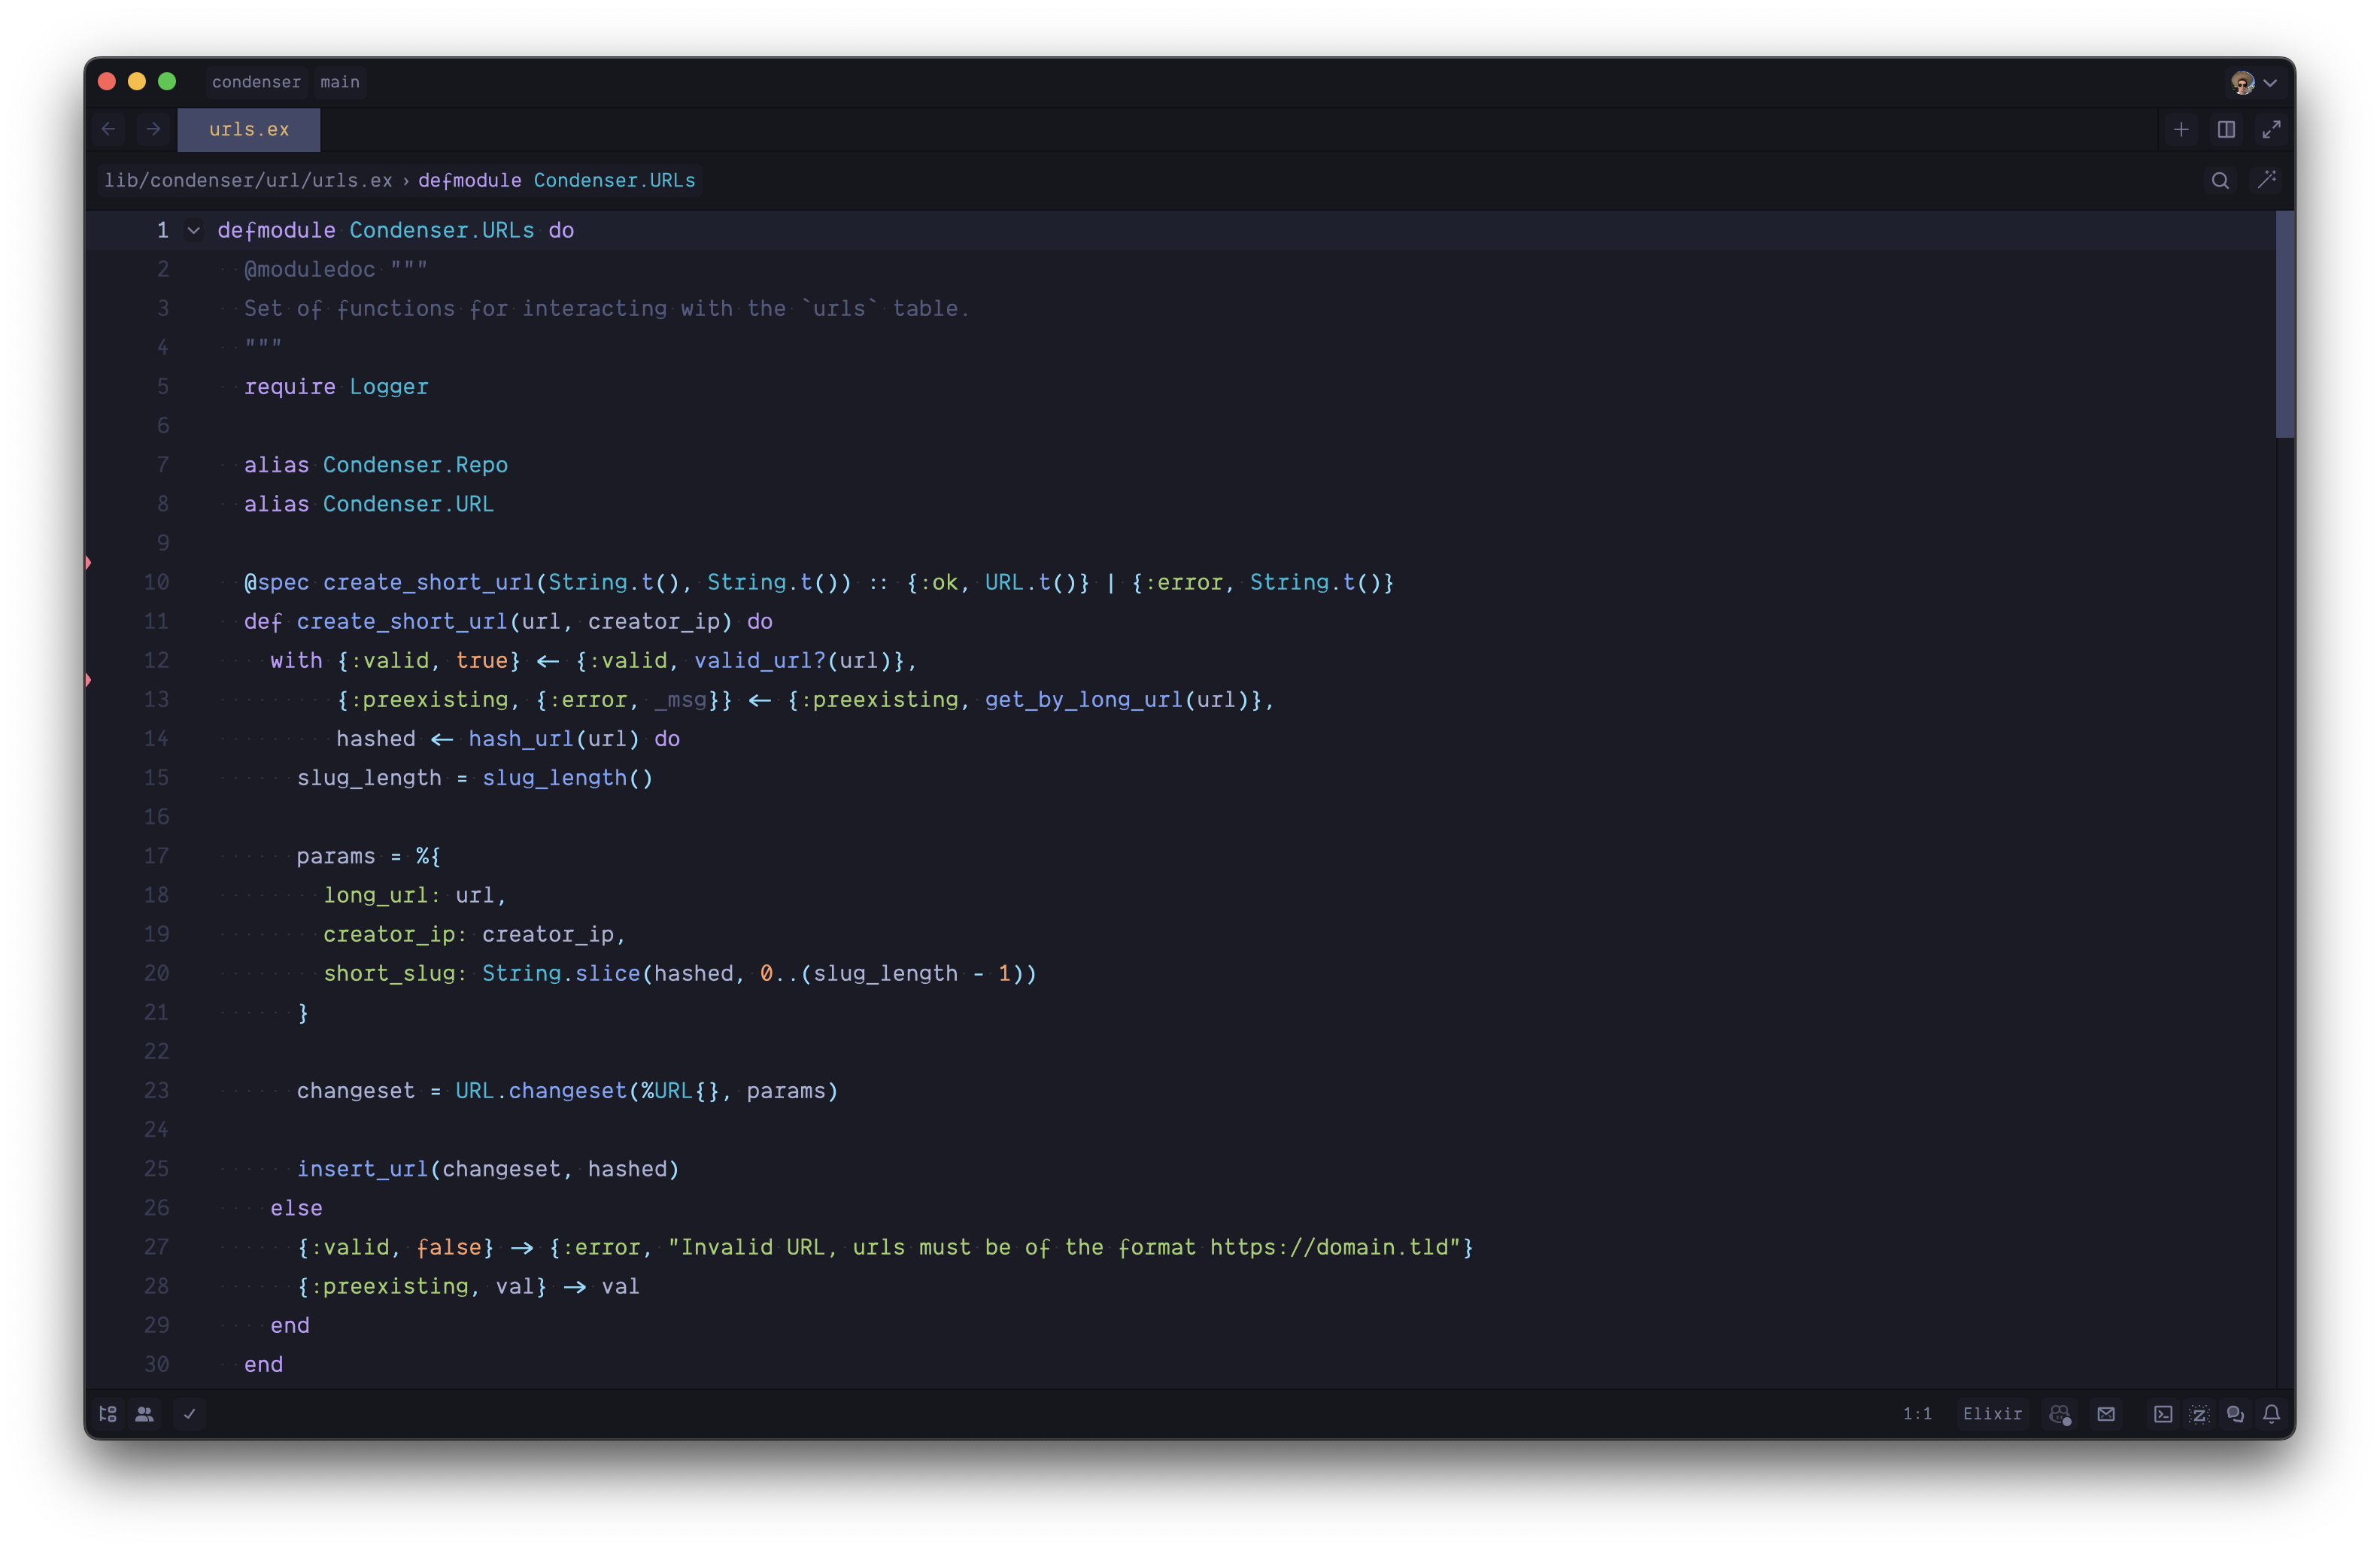 condenser main
urls.ex
lib/condenser/url/urls.ex › defmodule Condenser.URLs
1 defmodule Condenser.URLs do
2   @moduledoc """
3   Set of functions for interacting with the `urls` table.
4   """
5   require Logger
6
7   alias Condenser.Repo
8   alias Condenser.URL
9
10   @spec create_short_url(String.t(), String.t()) :: {:ok, URL.t()} | {:error, String.t()}
11   def create_short_url(url, creator_ip) do
12     with {:valid, true} <- {:valid, valid_url?(url)},
13          {:preexisting, {:error, _msg}} <- {:preexisting, get_by_long_url(url)},
14          hashed <- hash_url(url) do
15       slug_length = slug_length()
16
17       params = %{
18         long_url: url,
19         creator_ip: creator_ip,
20         short_slug: String.slice(hashed, 0..(slug_length - 1))
21       }
22
23       changeset = URL.changeset(%URL{}, params)
24
25       insert_url(changeset, hashed)
26     else
27       {:valid, false} -> {:error, "Invalid URL, urls must be of the format https://domain.tld"}
28       {:preexisting, val} -> val
29     end
30   end
1:1 Elixir